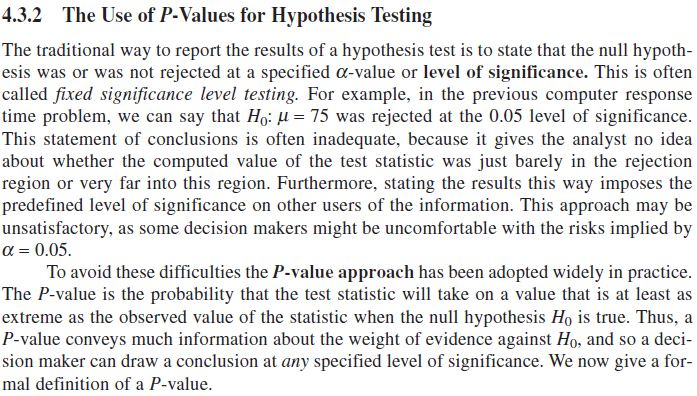 4.3.2 The Use of P-Values for Hypothesis Testing
The traditional way to report the results of a hypothesis test is to state that the null hypoth-
esis was or was not rejected at a specified α-value or level of significance. This is often
called fixed significance level testing. For example, in the previous computer response
time problem, we can say that H₀: μ = 75 was rejected at the 0.05 level of significance.
This statement of conclusions is often inadequate, because it gives the analyst no idea
about whether the computed value of the test statistic was just barely in the rejection
region or very far into this region. Furthermore, stating the results this way imposes the
predefined level of significance on other users of the information. This approach may be
unsatisfactory, as some decision makers might be uncomfortable with the risks implied by
α = 0.05.
To avoid these difficulties the P-value approach has been adopted widely in practice.
The P-value is the probability that the test statistic will take on a value that is at least as
extreme as the observed value of the statistic when the null hypothesis H₀ is true. Thus, a
P-value conveys much information about the weight of evidence against H₀, and so a deci-
sion maker can draw a conclusion at any specified level of significance. We now give a for-
mal definition of a P-value.